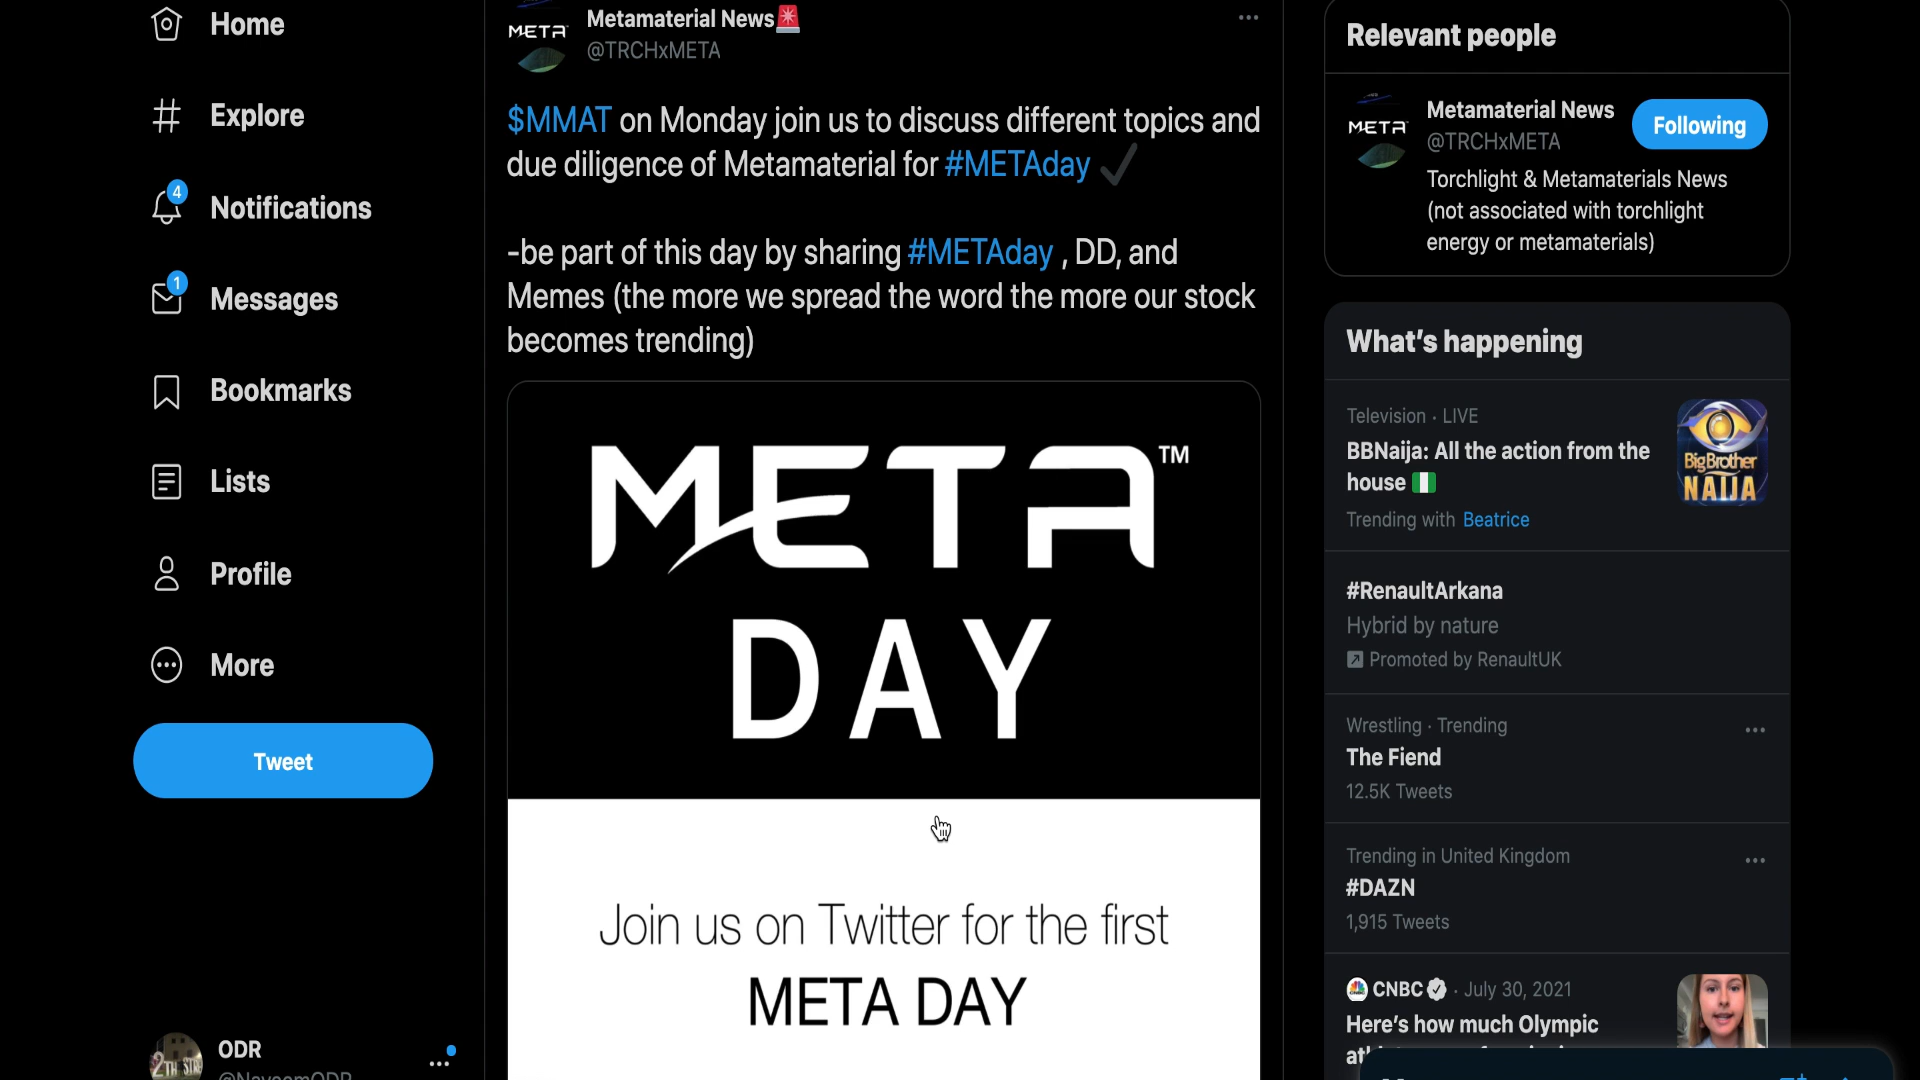 Home
Explore
4
Notifications
1
Messages
Bookmarks
Lists
Profile
More
Tweet
ODR
@NaveemODR
META
Metamaterial News🚨
@TRCHxMETA
$MMAT on Monday join us to discuss different topics and
due diligence of Metamaterial for #METAday ✔
-be part of this day by sharing #METAday , DD, and
Memes (the more we spread the word the more our stock
becomes trending)
META™
DAY
Join us on Twitter for the first
META DAY
Relevant people
META
Metamaterial News
@TRCHxMETA
Following
Torchlight & Metamaterials News
(not associated with torchlight
energy or metamaterials)
What's happening
Television · LIVE
BBNaija: All the action from the
house 🇳🇬
Trending with Beatrice
Big Brother
NAIJA
#RenaultArkana
Hybrid by nature
Promoted by RenaultUK
Wrestling · Trending
The Fiend
12.5K Tweets
Trending in United Kingdom
#DAZN
1,915 Tweets
CNBC · July 30, 2021
Here's how much Olympic